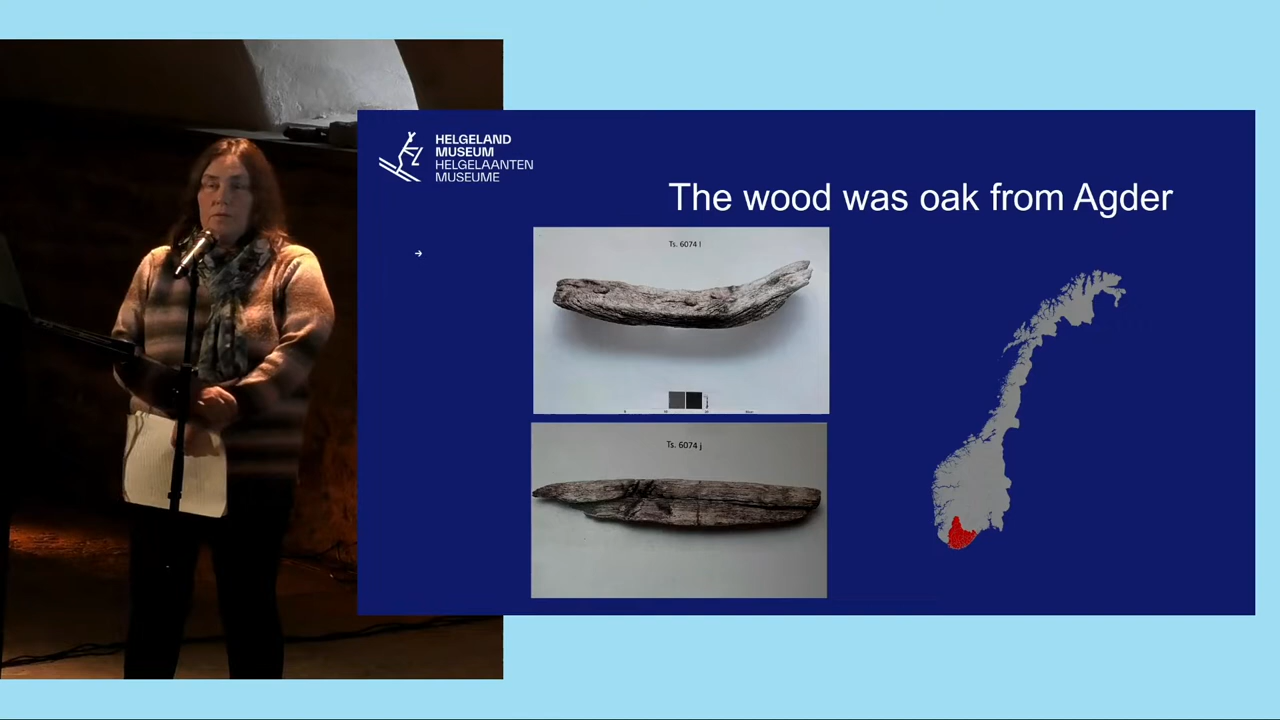 HELGELAND
MUSEUM
HELGELAANTEN
MUSEUME
The wood was oak from Agder
Ts. 6074 l
Ts. 6074 j